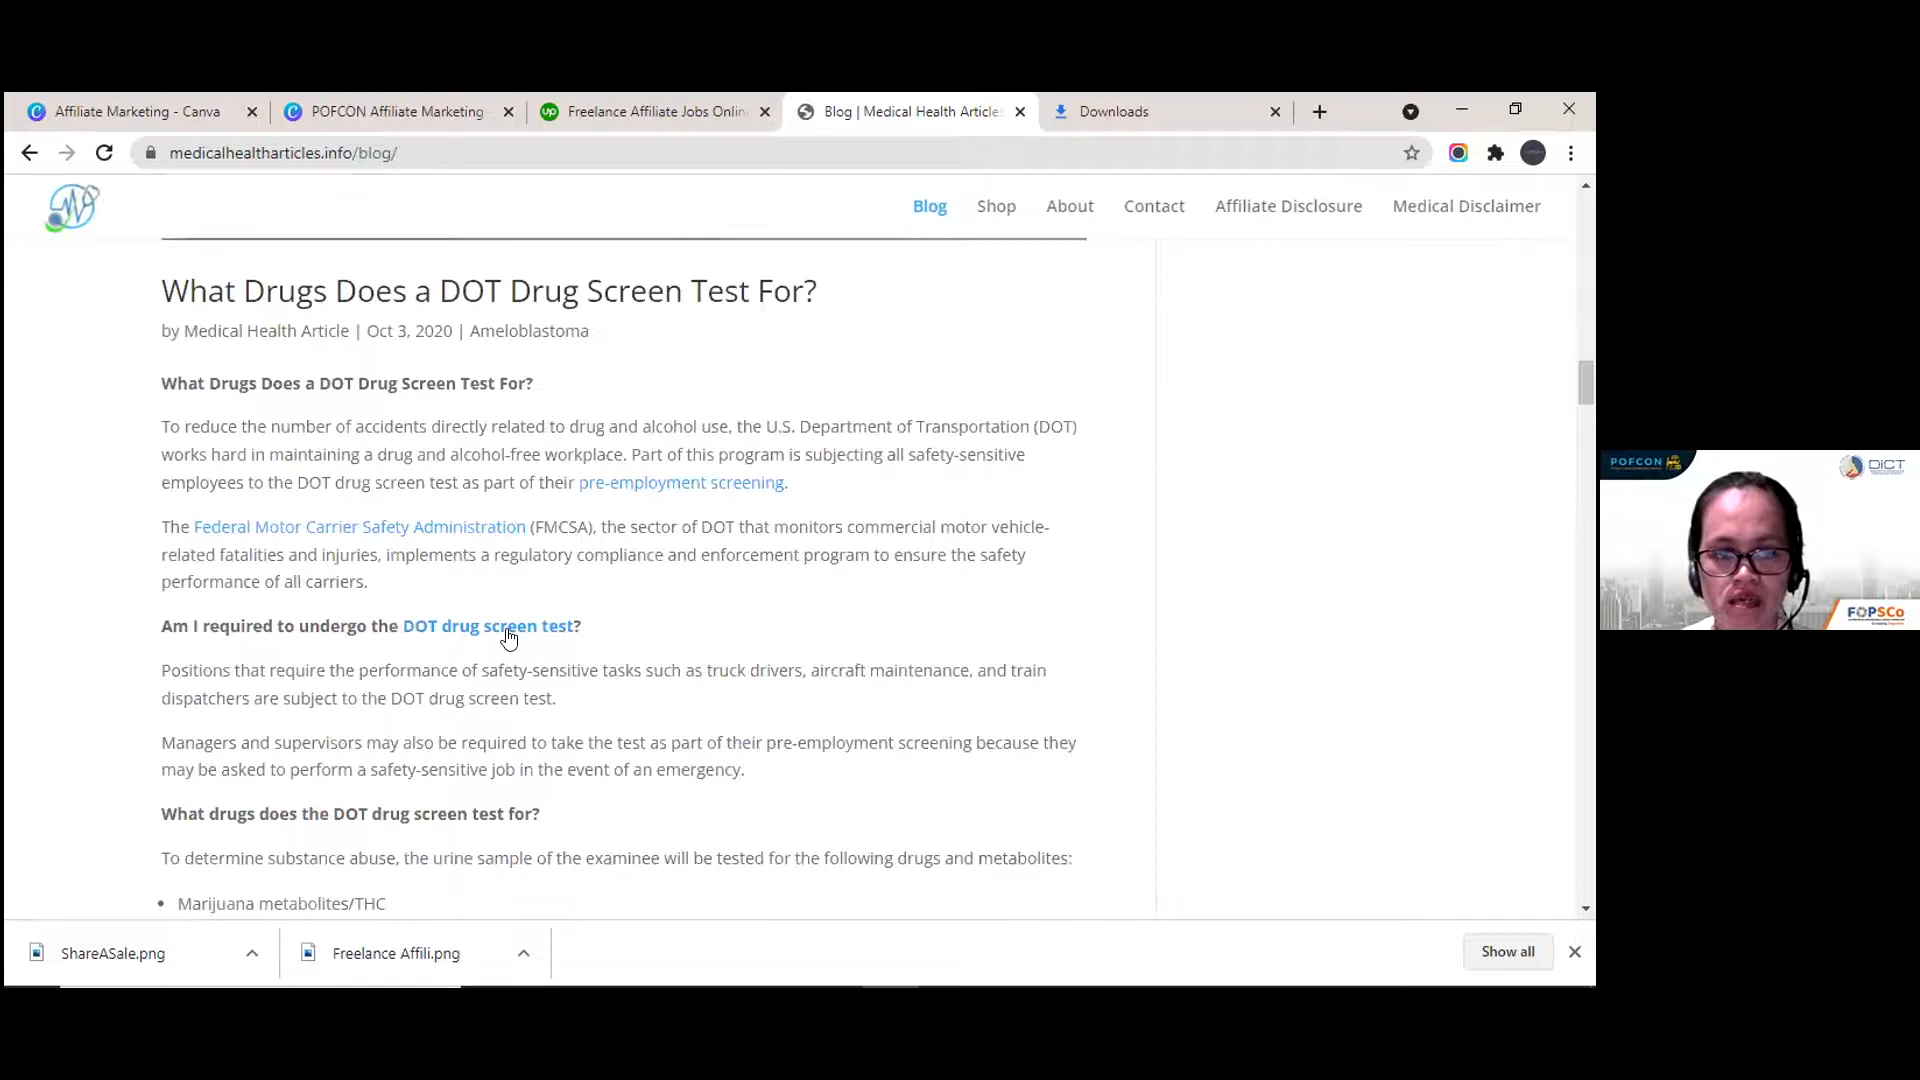 Affiliate Marketing - Canva
POFCON Affiliate Marketing
Freelance Affiliate Jobs Onlin
Blog | Medical Health Articles
Downloads
medicalhealtharticles.info/blog/
Blog
Shop
About
Contact
Affiliate Disclosure
Medical Disclaimer
What Drugs Does a DOT Drug Screen Test For?
by Medical Health Article | Oct 3, 2020 | Ameloblastoma
What Drugs Does a DOT Drug Screen Test For?
To reduce the number of accidents directly related to drug and alcohol use, the U.S. Department of Transportation (DOT)
works hard in maintaining a drug and alcohol-free workplace. Part of this program is subjecting all safety-sensitive
employees to the DOT drug screen test as part of their pre-employment screening.
The Federal Motor Carrier Safety Administration (FMCSA), the sector of DOT that monitors commercial motor vehicle-
related fatalities and injuries, implements a regulatory compliance and enforcement program to ensure the safety
performance of all carriers.
Am I required to undergo the DOT drug screen test?
Positions that require the performance of safety-sensitive tasks such as truck drivers, aircraft maintenance, and train
dispatchers are subject to the DOT drug screen test.
Managers and supervisors may also be required to take the test as part of their pre-employment screening because they
may be asked to perform a safety-sensitive job in the event of an emergency.
What drugs does the DOT drug screen test for?
To determine substance abuse, the urine sample of the examinee will be tested for the following drugs and metabolites:
• Marijuana metabolites/THC
ShareASale.png
Freelance Affili.png
Show all
POFCON
DICT
FOPSCo
up